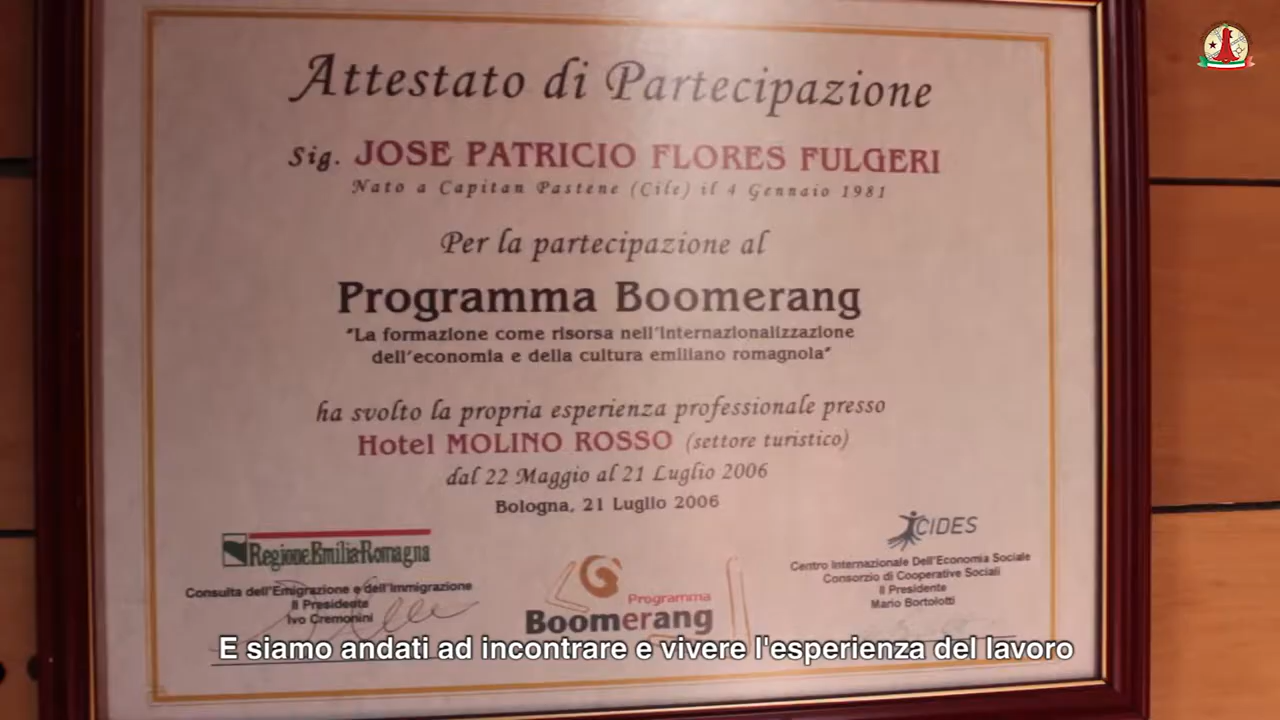 Attestato di Partecipazione
Sig. JOSE PATRICIO FLORES FULGERI
Nato a Capitan Pastene (Cile) il 4 Gennaio 1981
Per la partecipazione al
Programma Boomerang
"La formazione come risorsa nell'internazionalizzazione
dell'economia e della cultura emiliano romagnola"
ha svolto la propria esperienza professionale presso
Hotel MOLINO ROSSO (settore turistico)
dal 22 Maggio al 21 Luglio 2006
Bologna, 21 Luglio 2006
RegioneEmiliaRomagna
Consulta dell'Emigrazione e dell'Immigrazione
Il Presidente
Ivo Cremonini
Programma
Boomerang
CIDES
Centro Internazionale Dell'Economia Sociale
Consorzio di Cooperative Sociali
Il Presidente
Mario Bortolotti
E siamo andati ad incontrare e vivere l'esperienza del lavoro